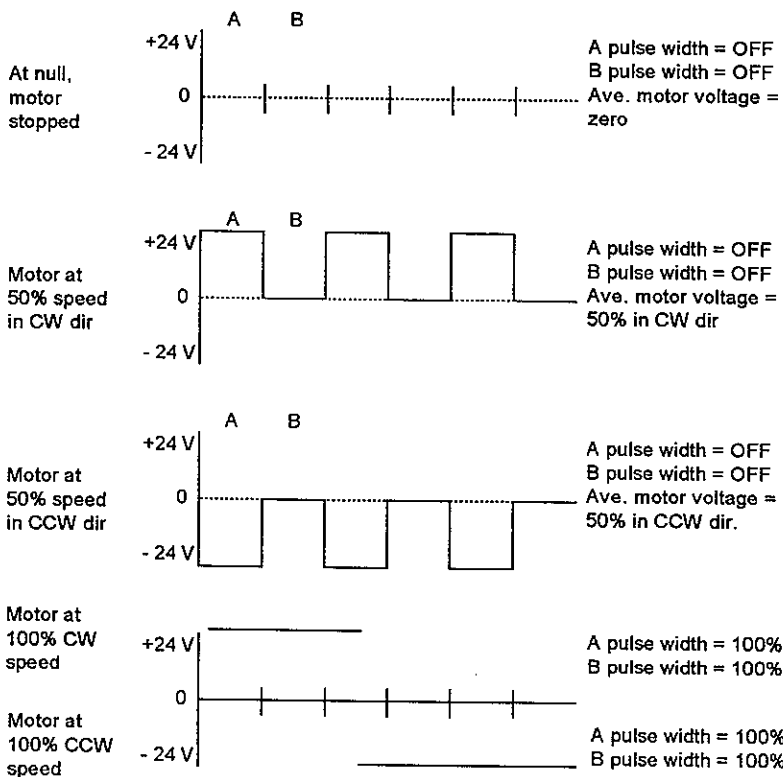 A B
+24 V
At null,
motor
stopped
0
- 24 V
A pulse width = OFF
B pulse width = OFF
Ave. motor voltage =
zero
A B
+24 V
Motor at
50% speed
in CW dir
0
- 24 V
A pulse width = OFF
B pulse width = OFF
Ave. motor voltage =
50% in CW dir
A B
+24 V
Motor at
50% speed
in CCW dir
0
- 24 V
A pulse width = OFF
B pulse width = OFF
Ave. motor voltage =
50% in CCW dir.
Motor at
100% CW
speed
+24 V
0
A pulse width = 100%
B pulse width = 100%
Motor at
100% CCW
speed
- 24 V
A pulse width = 100%
B pulse width = 100%